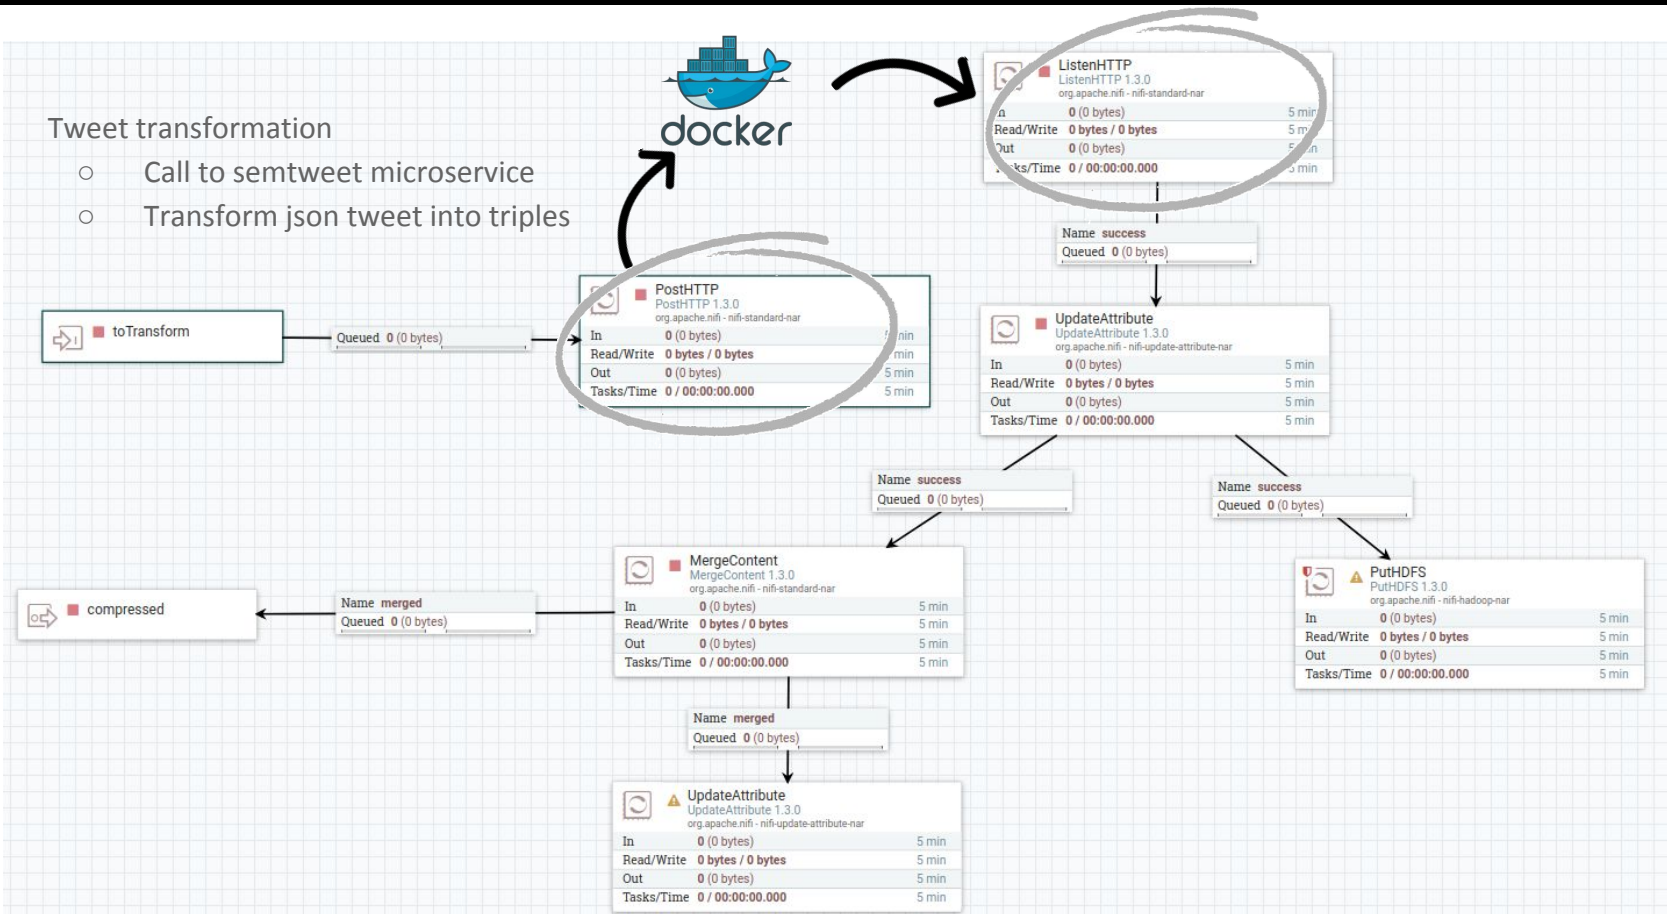 Tweet transformation
○ Call to semtweet microservice
○ Transform json tweet into triples
docker
ListenHTTP
ListenHTTP 1.3.0
org.apache.nifi - nifi-standard-nar
0 (0 bytes) 5 min
Read/Write 0 bytes / 0 bytes
Out 0 (0 bytes)
0 / 00:00:00.000 5 min
Name success
Queued 0 (0 bytes)
toTransform
Queued 0 (0 bytes)
PostHTTP
PostHTTP 1.3.0
org.apache.nifi - nifi-standard-nar
In 0 (0 bytes)
Read/Write 0 bytes / 0 bytes min
Out 0 (0 bytes) 5 min
Tasks/Time 0 / 00:00:00.000 5 min
UpdateAttribute
UpdateAttribute 1.3.0
org.apache.nifi - nifi-update-attribute-nar
In 0 (0 bytes) 5 min
Read/Write 0 bytes / 0 bytes 5 min
Out 0 (0 bytes) 5 min
Tasks/Time 0 / 00:00:00.000 5 min
Name success
Queued 0 (0 bytes)
Name success
Queued 0 (0 bytes)
MergeContent
MergeContent 1.3.0
org.apache.nifi - nifi-standard-nar
In 0 (0 bytes) 5 min
Read/Write 0 bytes / 0 bytes 5 min
Out 0 (0 bytes) 5 min
Tasks/Time 0 / 00:00:00.000 5 min
PutHDFS
PutHDFS 1.3.0
org.apache.nifi - nifi-hadoop-nar
In 0 (0 bytes) 5 min
Read/Write 0 bytes / 0 bytes 5 min
Out 0 (0 bytes) 5 min
Tasks/Time 0 / 00:00:00.000 5 min
compressed
Name merged
Queued 0 (0 bytes)
Name merged
Queued 0 (0 bytes)
UpdateAttribute
UpdateAttribute 1.3.0
org.apache.nifi - nifi-update-attribute-nar
In 0 (0 bytes) 5 min
Read/Write 0 bytes / 0 bytes 5 min
Out 0 (0 bytes) 5 min
Tasks/Time 0 / 00:00:00.000 5 min